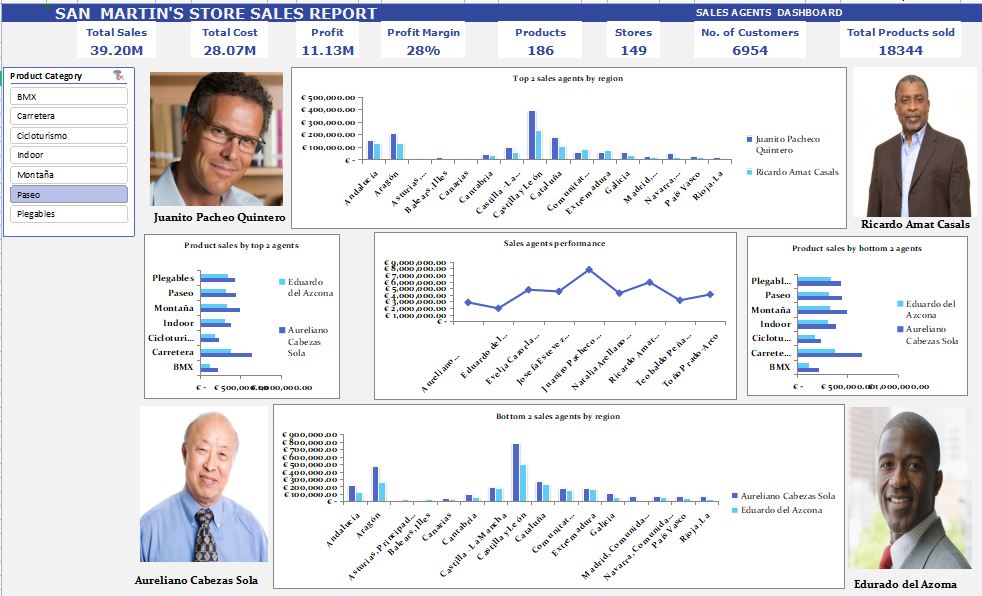 SAN MARTIN'S STORE SALES REPORT
SALES AGENTS DASHBOARD
Total Sales
39.20M
Total Cost
28.07M
Profit
11.13M
Profit Margin
28%
Products
186
Stores
149
No. of Customers
6954
Total Products sold
18344
Product Category
BMX
Carretera
Cicloturismo
Indoor
Montaña
Paseo
Plegables
Juanito Pacheo Quintero
Top 2 sales agents by region
€ 500,000.00
€ 400,000.00
€ 300,000.00
€ 200,000.00
€ 100,000.00
€ -
Andalucía
Aragón
Asturias,...
Balears, Illes
Canarias
Cantabria
Castilla - La...
Castilla y León
Cataluña
Comunitat...
Extremadura
Galicia
Madrid,...
Navarra,...
País Vasco
Rioja, La
Juanito Pacheco
Quintero
Ricardo Amat Casals
Ricardo Amat Casals
Product sales by top 2 agents
Plegables
Paseo
Montaña
Indoor
Cicloturi...
Carretera
BMX
€ -
€ 500,000.00
€ 1,000,000.00
Eduardo
del Azcona
Aureliano
Cabezas
Sola
Sales agents performance
€ 9,000,000.00
€ 8,000,000.00
€ 7,000,000.00
€ 6,000,000.00
€ 5,000,000.00
€ 4,000,000.00
€ 3,000,000.00
€ 2,000,000.00
€ 1,000,000.00
€ -
Aureliano...
Eduardo del...
Evelia Cazorla...
Josefa Esteve z...
Juanito Pacheco...
Natalia Arellano...
Ricardo Amat...
Teobaldo Peña...
Toño Prado Arco
Product sales by bottom 2 agents
Plegabl...
Paseo
Montaña
Indoor
Ciclotu...
Carrete...
BMX
€ -
€ 500,000.00
€ 1,000,000.00
Eduardo del
Azcona
Aureliano
Cabezas Sola
Aureliano Cabezas Sola
Bottom 2 sales agents by region
€ 900,000.00
€ 800,000.00
€ 700,000.00
€ 600,000.00
€ 500,000.00
€ 400,000.00
€ 300,000.00
€ 200,000.00
€ 100,000.00
€ -
Andalucía
Aragón
Asturias, Principad...
Balears, Illes
Canarias
Cantabria
Castilla - La Mancha
Castilla y León
Cataluña
Comunitat...
Extremadura
Galicia
Madrid, Comunida...
Navarra, Comunida...
País Vasco
Rioja, La
Aureliano Cabezas Sola
Eduardo del Azcona
Edurado del Azoma